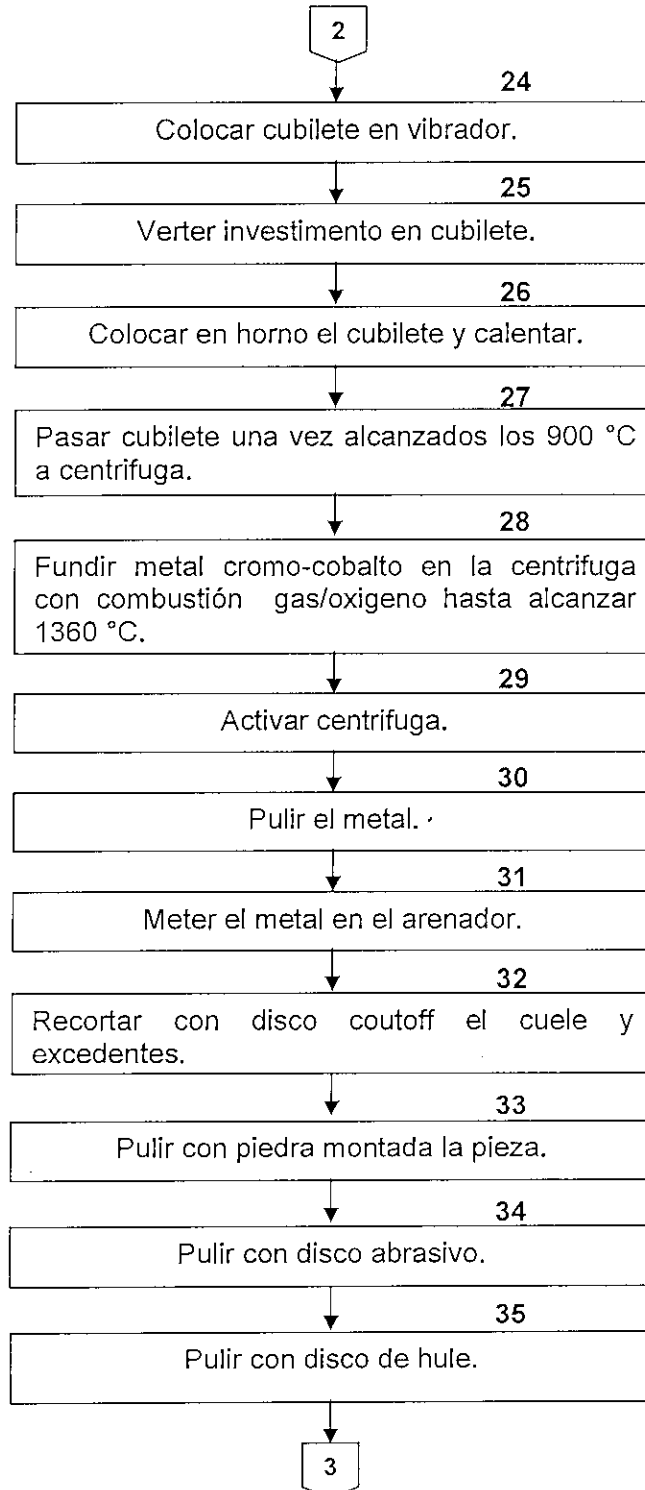 2
24
Colocar cubilete en vibrador.
25
Verter investimento en cubilete.
26
Colocar en horno el cubilete y calentar.
27
Pasar cubilete una vez alcanzados los 900 °C
a centrifuga.
28
Fundir metal cromo-cobalto en la centrifuga
con combustión gas/oxigeno hasta alcanzar
1360 °C.
29
Activar centrifuga.
30
Pulir el metal.
31
Meter el metal en el arenador.
32
Recortar con disco coutoff el cuele y
excedentes.
33
Pulir con piedra montada la pieza.
34
Pulir con disco abrasivo.
35
Pulir con disco de hule.
3